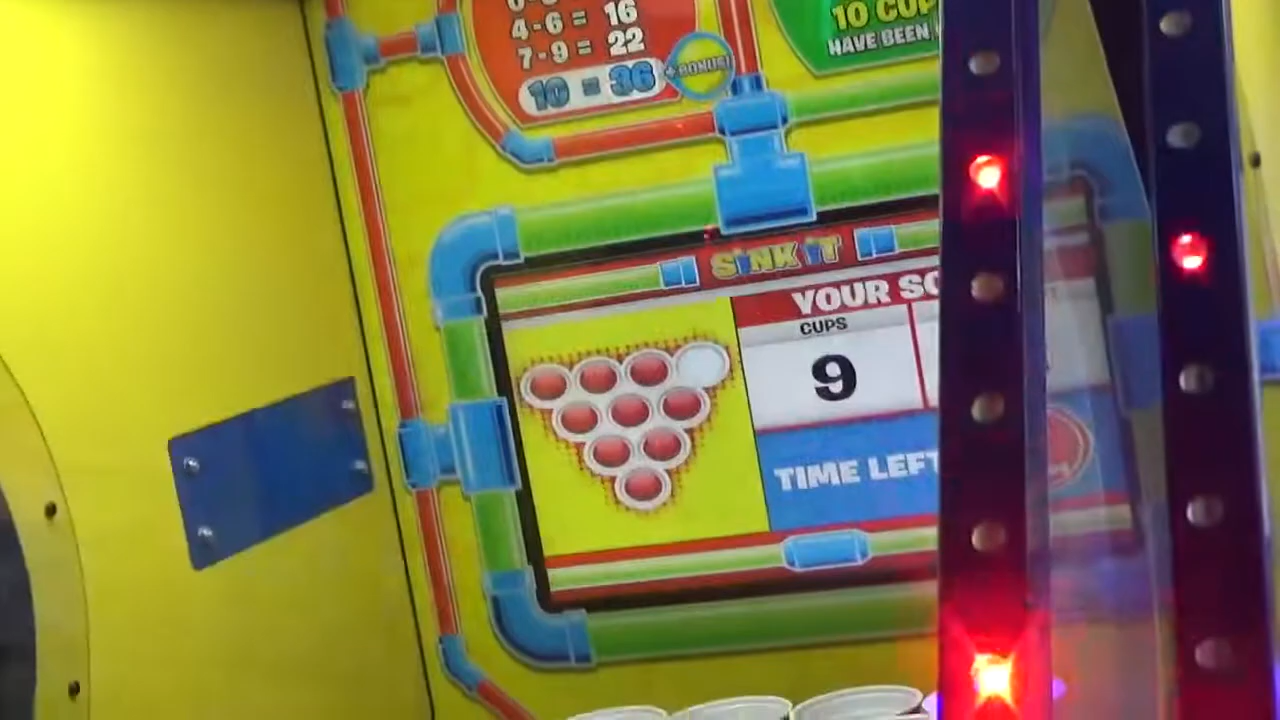 4-6 = 16
7-9 = 22
10 = 36
+ BONUS!
10 CUP
HAVE BEEN
SINK IT
YOUR SC
CUPS
9
TIME LEFT